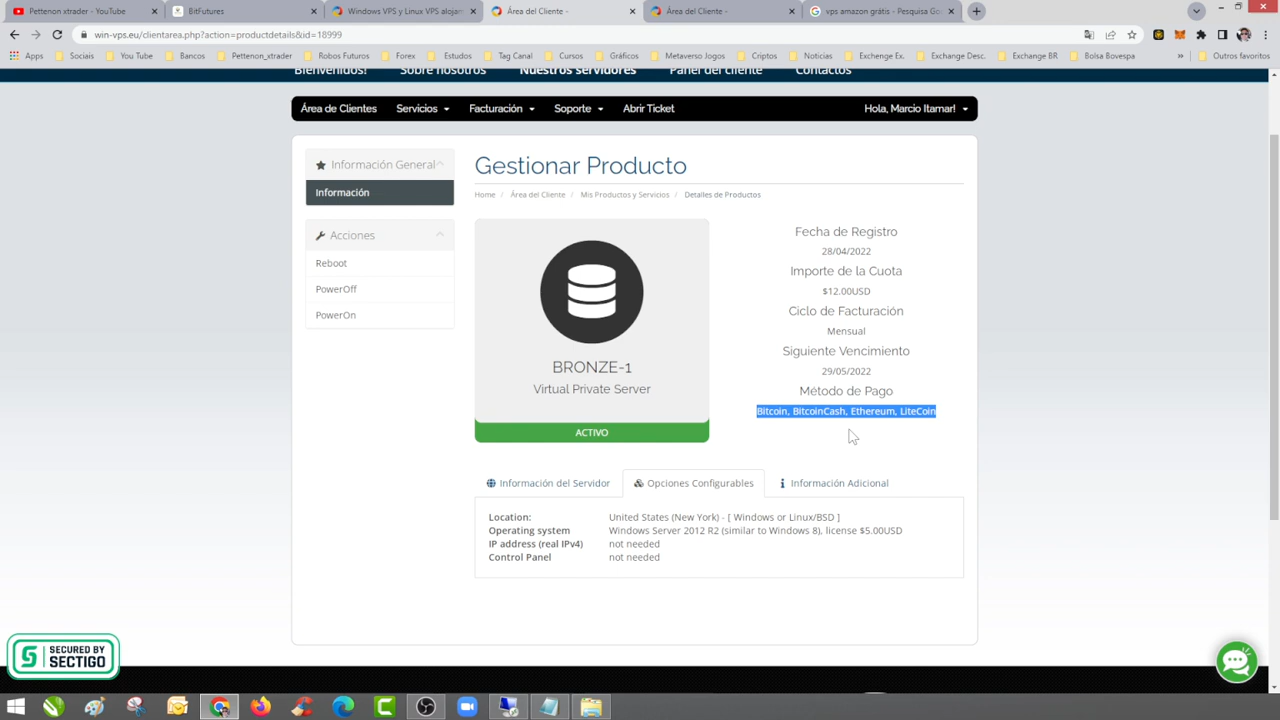 Pettenon xtrader - YouTube
BitFutures
Windows VPS y Linux VPS alojam
Área del Cliente -
Área del Cliente -
vps amazon grátis - Pesquisa Go
win-vps.eu/clientarea.php?action=productdetails&id=18999
Apps
Sociais
You Tube
Bancos
Pettenon_xtrader
Robos Futuros
Forex
Estudos
Tag Canal
Cursos
Gráficos
Metaverso Jogos
Criptos
Noticias
Exchenge Ex.
Exchange Desc.
Exchange BR
Bolsa Bovespa
»
Outros favoritos
Bienvenidos!
Sobre nosotros
Nuestros servidores
Panel del cliente
Contactos
Área de Clientes
Servicios
Facturación
Soporte
Abrir Ticket
Hola, Marcio Itamar!
Información General
Información
Acciones
Reboot
PowerOff
PowerOn
Gestionar Producto
Home / Área del Cliente / Mis Productos y Servicios / Detalles de Productos
BRONZE-1
Virtual Private Server
ACTIVO
Fecha de Registro
28/04/2022
Importe de la Cuota
$12.00USD
Ciclo de Facturación
Mensual
Siguiente Vencimiento
29/05/2022
Método de Pago
Bitcoin, BitcoinCash, Ethereum, LiteCoin
Información del Servidor
Opciones Configurables
Información Adicional
Location: United States (New York) - [ Windows or Linux/BSD ]
Operating system Windows Server 2012 R2 (similar to Windows 8), license $5.00USD
IP address (real IPv4) not needed
Control Panel not needed
SECURED BY
SECTIGO